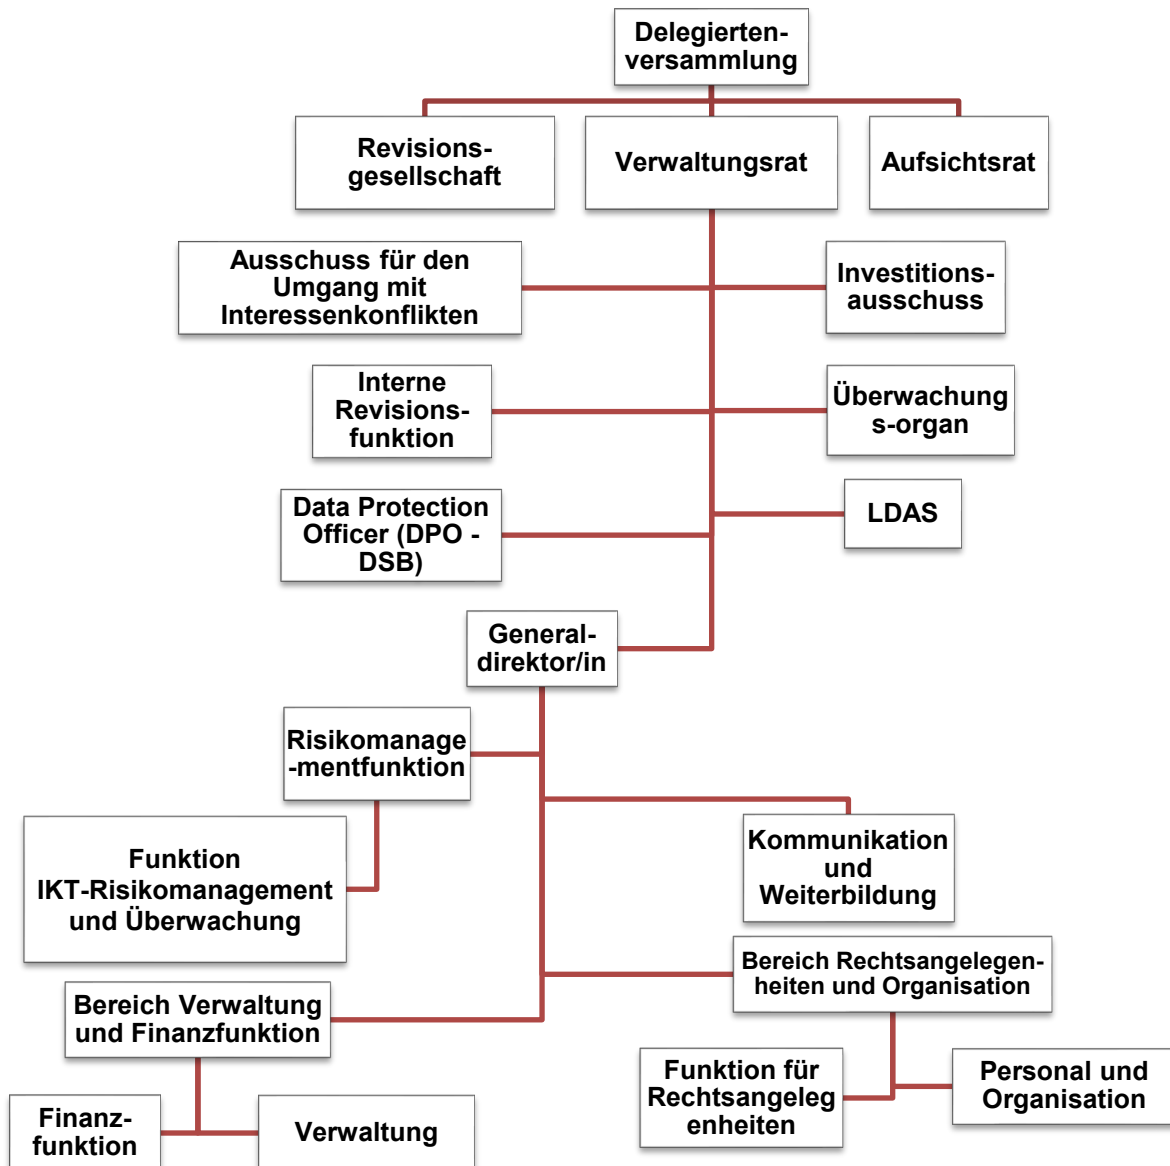 Delegierten-
versammlung
Revisions-
gesellschaft
Verwaltungsrat
Aufsichtsrat
Ausschuss für den
Umgang mit
Interessenkonflikten
Investitions-
ausschuss
Interne
Revisions-
funktion
Überwachung
s-organ
Data Protection
Officer (DPO -
DSB)
LDAS
General-
direktor/in
Risikomanage
-mentfunktion
Funktion
IKT-Risikomanagement
und Überwachung
Kommunikation
und
Weiterbildung
Bereich Rechtsangelegen-
heiten und Organisation
Bereich Verwaltung
und Finanzfunktion
Funktion für
Rechtsangeleg
enheiten
Personal und
Organisation
Finanz-
funktion
Verwaltung